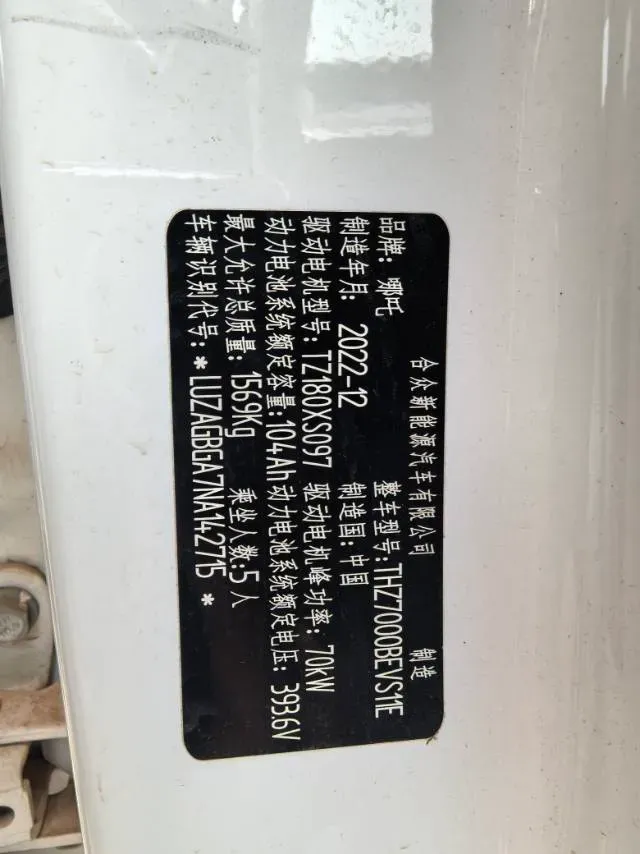 合众新能源汽车有限公司 制造
品牌: 哪吒 整车型号: THZ7000BEVS11E
制造年月: 2022-12 制造国: 中国
驱动电机型号: TZ180XS097 驱动电机峰功率: 70kW
动力电池系统额定容量: 104Ah 动力电池系统额定电压: 393.6V
最大允许总质量: 1569Kg 乘坐人数: 5人
车辆识别代号: *LUZAGBGA7NA142715*